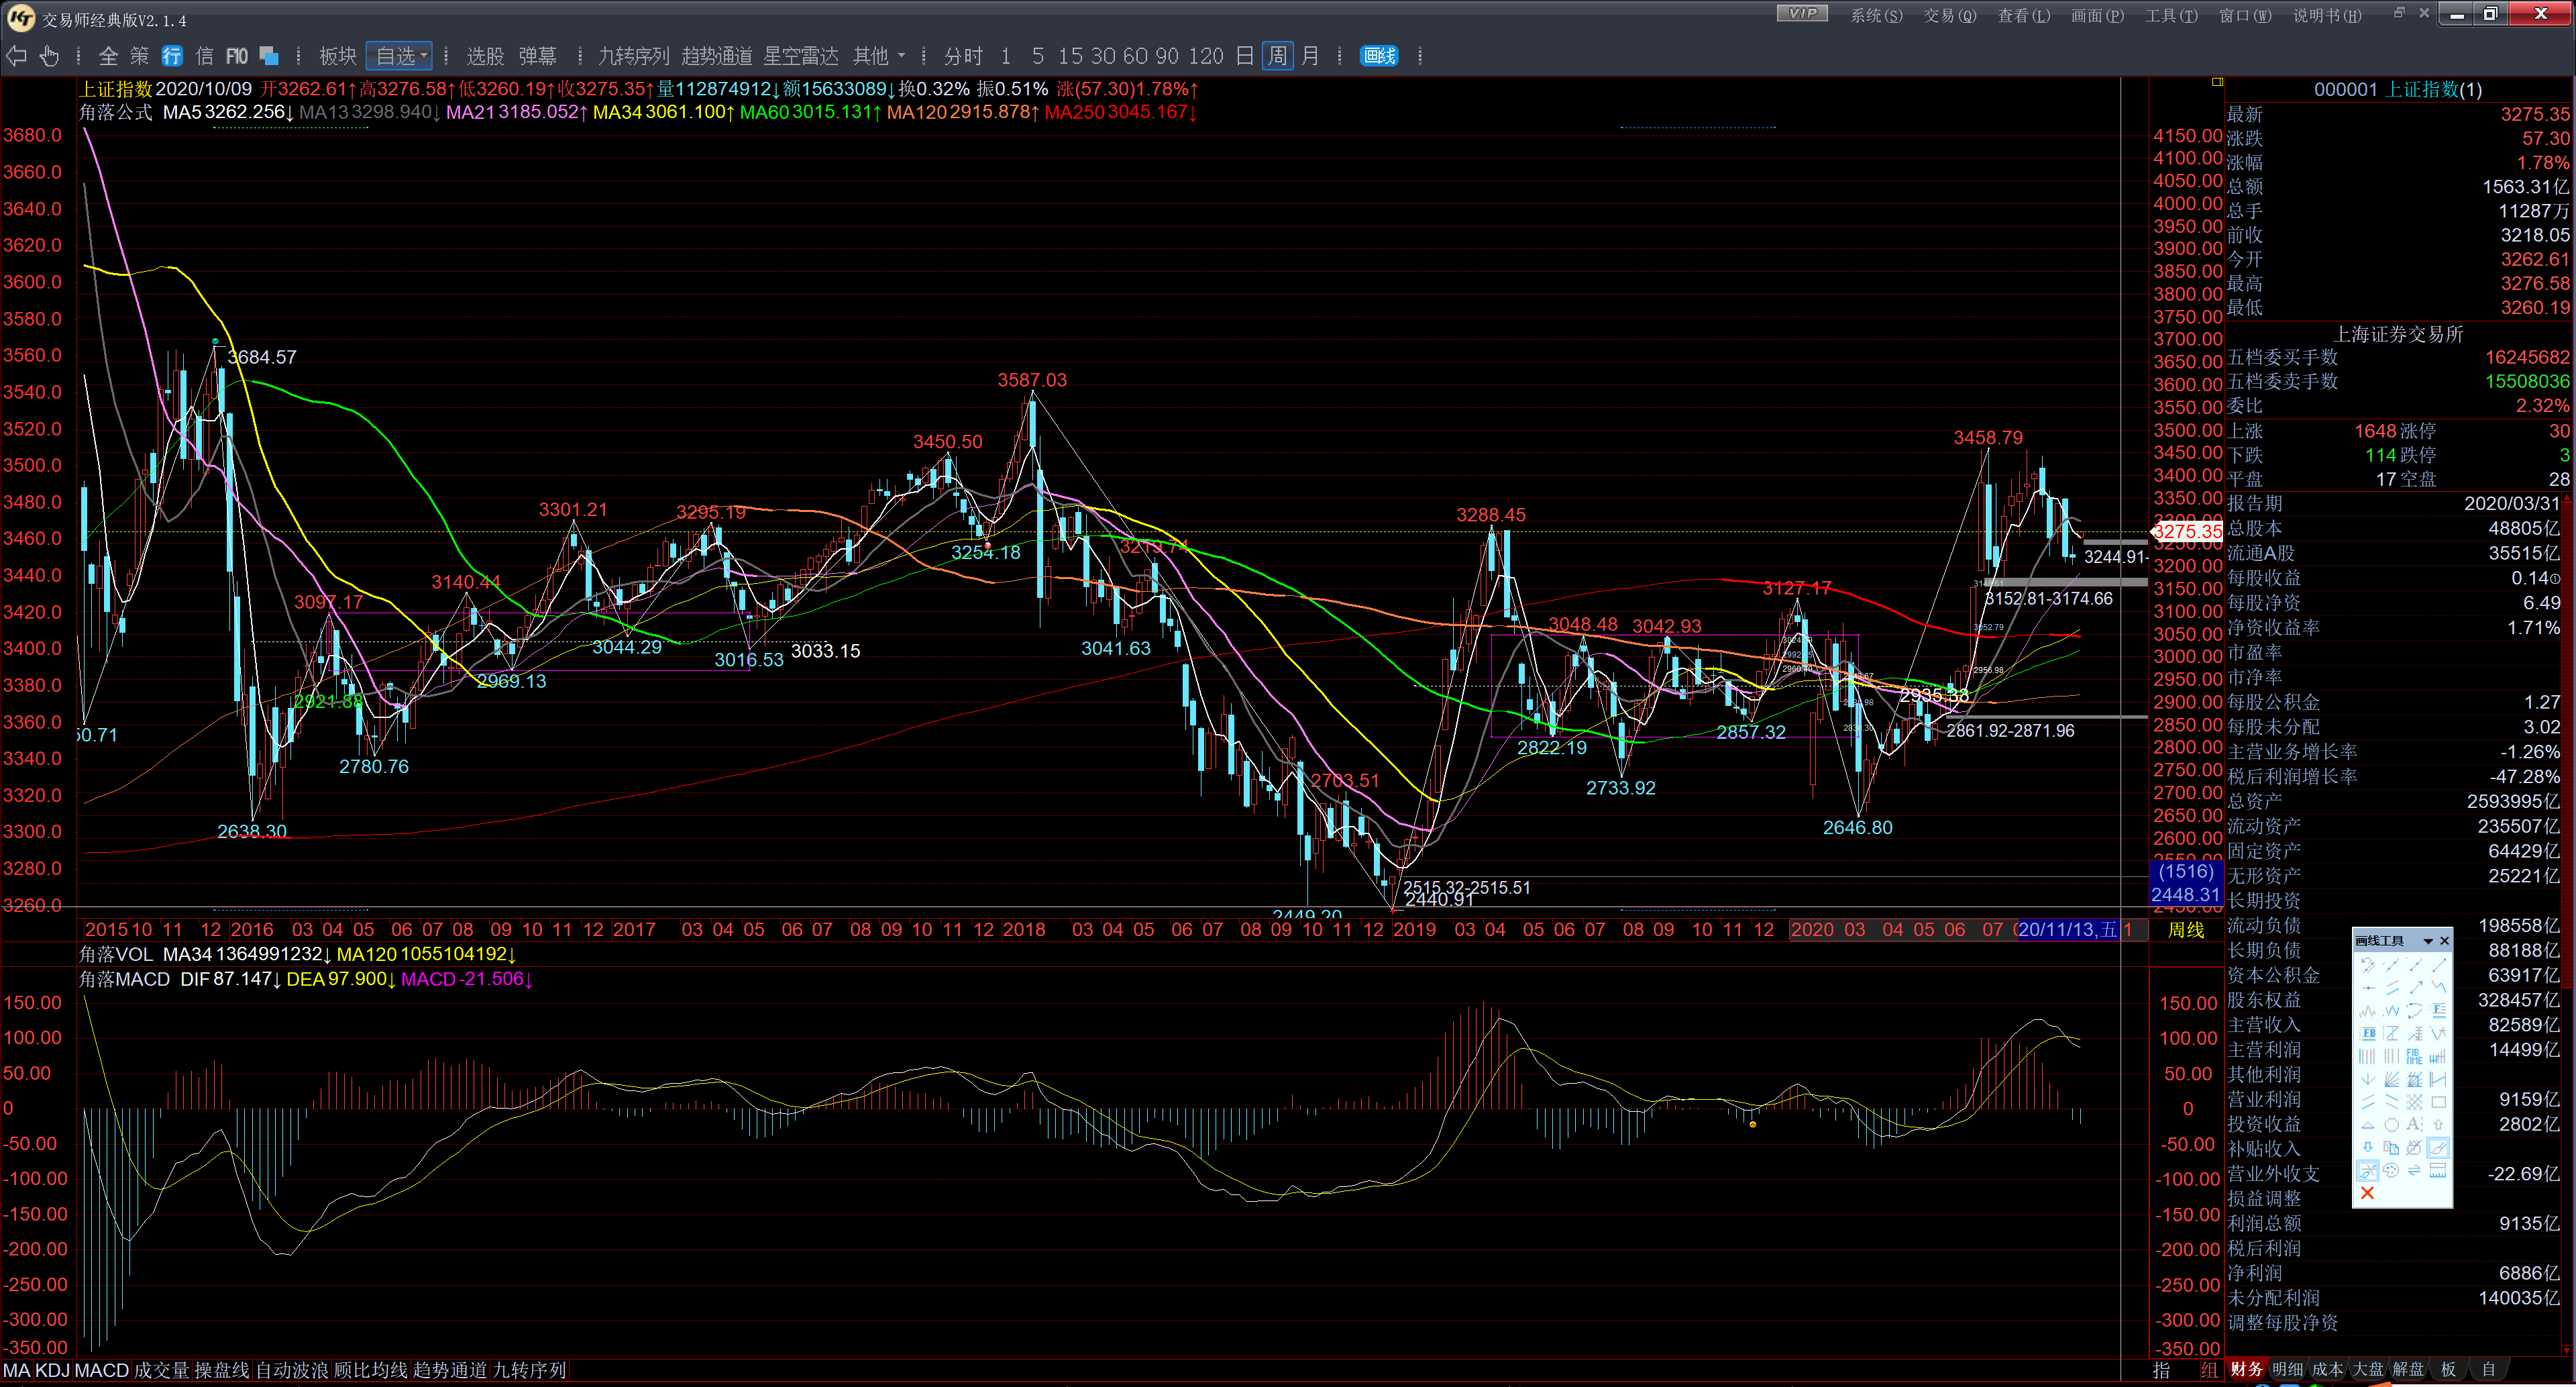 交易师经典版V2.1.4
VIP 系统(S) 交易(Q) 查看(L) 画面(P) 工具(T) 窗口(W) 说明书(H)
全 策 行 信 F10 板块 自选 选股 弹幕 九转序列 趋势通道 星空雷达 其他 分时 1 5 15 30 60 90 120 日 周 月 画线
上证指数 2020/10/09 开3262.61↑高3276.58↑低3260.19↑收3275.35↑量112874912↓额15633089↓换0.32% 振0.51% 涨(57.30)1.78%↑
角落公式 MA5 3262.256↓ MA13 3298.940↓ MA21 3185.052↑ MA34 3061.100↑ MA60 3015.131↑ MA120 2915.878↑ MA250 3045.167↓
3680.0
3660.0
3640.0
3620.0
3600.0
3580.0
3560.0
3540.0
3520.0
3500.0
3480.0
3460.0
3440.0
3420.0
3400.0
3380.0
3360.0
3340.0
3320.0
3300.0
3280.0
3260.0
3684.57
3587.03
3450.50
3458.79
3301.21
3295.19
3288.45
3254.18
3219.74
3244.91-
3140.44
3097.17
3152.81-3174.66
3127.17
3048.48
3042.93
3044.29
3016.53
3033.15
3041.63
2969.13
2921.88
2935.38
3052.79
2956.98
50.71
2861.92-2871.96
2857.32
2822.19
2780.76
2733.92
2703.51
2638.30
2646.80
2515.32-2515.51
2440.91
2449.20
4150.00
4100.00
4050.00
4000.00
3950.00
3900.00
3850.00
3800.00
3750.00
3700.00
3650.00
3600.00
3550.00
3500.00
3450.00
3400.00
3350.00
3275.35
3200.00
3150.00
3100.00
3050.00
3000.00
2950.00
2900.00
2850.00
2800.00
2750.00
2700.00
2650.00
2600.00
(1516)
2448.31
2015 10 11 12 2016 03 04 05 06 07 08 09 10 11 12 2017 03 04 05 06 07 08 09 10 11 12 2018 03 04 05 06 07 08 09 10 11 12 2019 03 04 05 06 07 08 09 10 11 12 2020 03 04 05 06 07 20/11/13,五 1 周线
角落VOL MA34 1364991232↓ MA120 1055104192↓
角落MACD DIF 87.147↓ DEA 97.900↓ MACD -21.506↓
150.00 150.00
100.00 100.00
50.00 50.00
0 0
-50.00 -50.00
-100.00 -100.00
-150.00 -150.00
-200.00 -200.00
-250.00 -250.00
-300.00 -300.00
-350.00 -350.00
MA KDJ MACD 成交量 操盘线 自动波浪 顾比均线 趋势通道 九转序列 指 组
000001 上证指数(1)
最新 3275.35
涨跌 57.30
涨幅 1.78%
总额 1563.31亿
总手 11287万
前收 3218.05
今开 3262.61
最高 3276.58
最低 3260.19
上海证券交易所
五档委买手数 16245682
五档委卖手数 15508036
委比 2.32%
上涨 1648 涨停 30
下跌 114 跌停 3
平盘 17 空盘 28
报告期 2020/03/31
总股本 48805亿
流通A股 35515亿
每股收益 0.14①
每股净资 6.49
净资收益率 1.71%
市盈率
市净率
每股公积金 1.27
每股未分配 3.02
主营业务增长率 -1.26%
税后利润增长率 -47.28%
总资产 2593995亿
流动资产 235507亿
固定资产 64429亿
无形资产 25221亿
长期投资
流动负债 198558亿
长期负债 88188亿
资本公积金 63917亿
股东权益 328457亿
主营收入 82589亿
主营利润 14499亿
其他利润
营业利润 9159亿
投资收益 2802亿
补贴收入
营业外收支 -22.69亿
损益调整
利润总额 9135亿
税后利润
净利润 6886亿
未分配利润 140035亿
调整每股净资
画线工具
财务 明细 成本 大盘 解盘 板 自